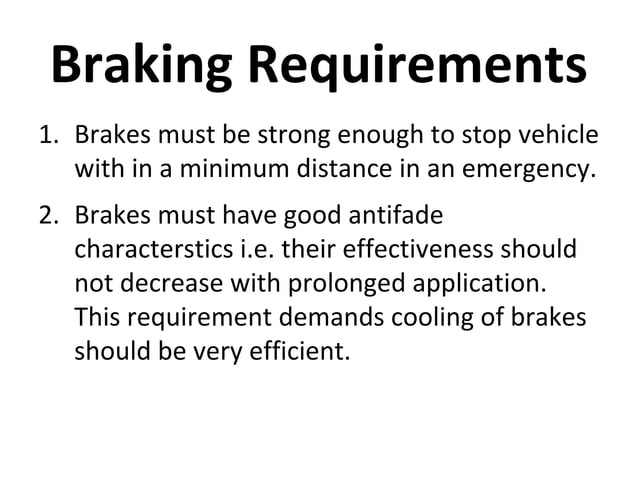 Braking Requirements
1. Brakes must be strong enough to stop vehicle
with in a minimum distance in an emergency.
2. Brakes must have good antifade
characterstics i.e. their effectiveness should
not decrease with prolonged application.
This requirement demands cooling of brakes
should be very efficient.